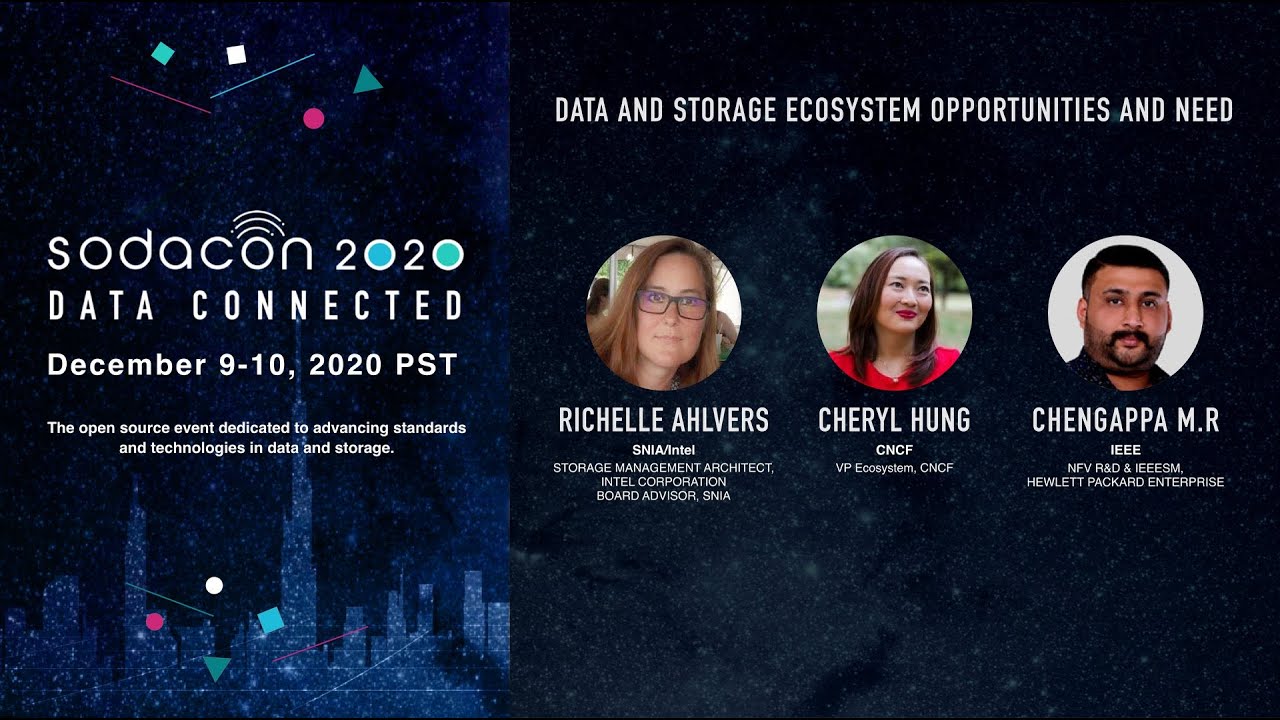 sodacon 2020
DATA CONNECTED
December 9-10, 2020 PST
The open source event dedicated to advancing standards
and technologies in data and storage.
DATA AND STORAGE ECOSYSTEM OPPORTUNITIES AND NEED
RICHELLE AHLVERS
SNIA/Intel
STORAGE MANAGEMENT ARCHITECT,
INTEL CORPORATION
BOARD ADVISOR, SNIA
CHERYL HUNG
CNCF
VP Ecosystem, CNCF
CHENGAPPA M.R
IEEE
NFV R&D & IEEESM,
HEWLETT PACKARD ENTERPRISE